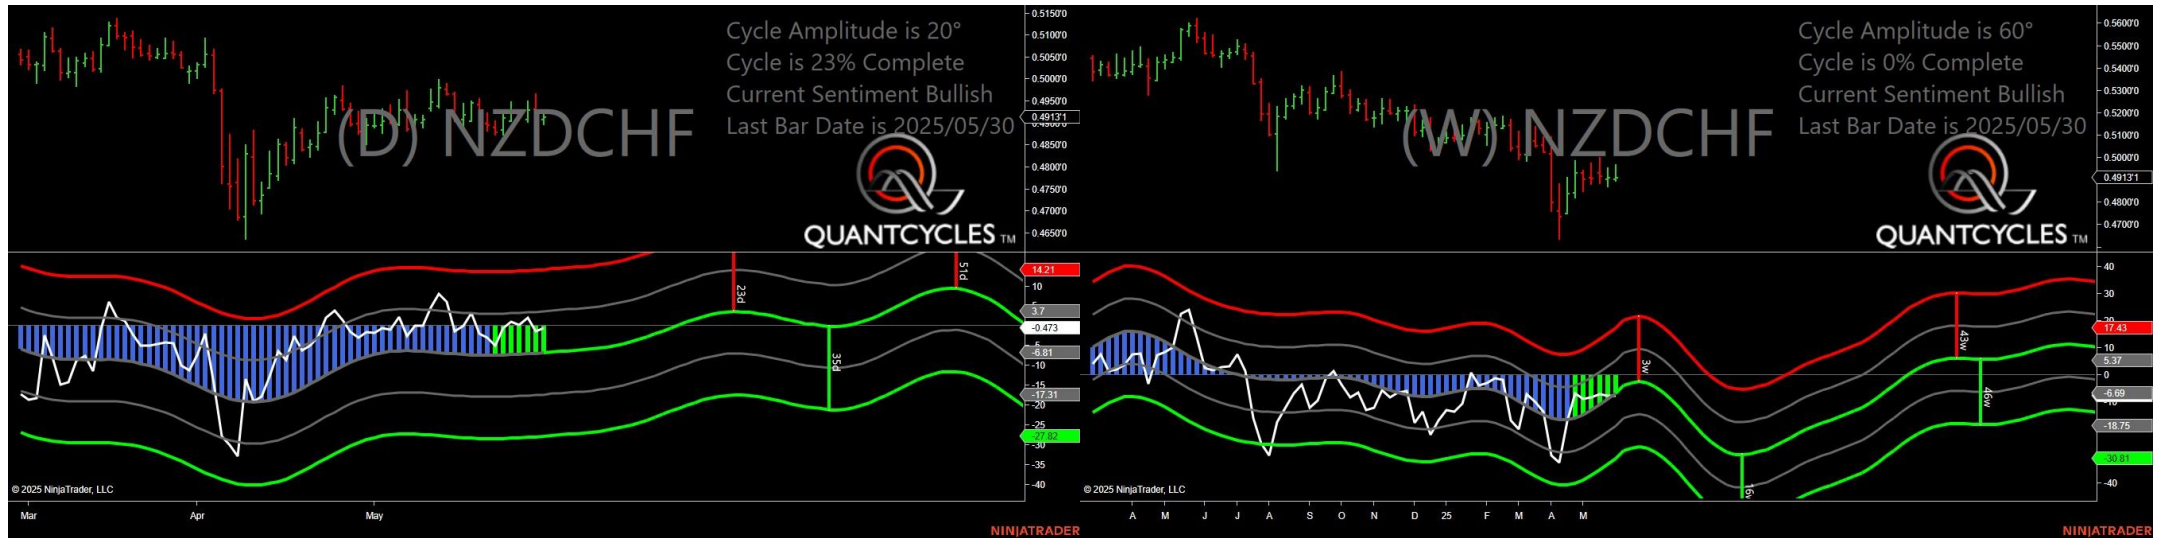 Cycle Amplitude is 20°
Cycle is 23% Complete
Current Sentiment Bullish
Last Bar Date is 2025/05/30
(D) NZDCHF
QUANTCYCLES TM
0.5150'0
0.5100'0
0.5050'0
0.5000'0
0.4950'0
0.4913'1
0.4850'0
0.4800'0
0.4750'0
0.4700'0
0.4650'0
23d
35d
51d
14.21
10
3.7
-0.473
-5
-6.81
-10
-15
-17.31
-20
-25
-27.82
-30
-35
-40
© 2025 NinjaTrader, LLC
Mar Apr May
NINJATRADER
Cycle Amplitude is 60°
Cycle is 0% Complete
Current Sentiment Bullish
Last Bar Date is 2025/05/30
(W) NZDCHF
QUANTCYCLES TM
0.5600'0
0.5500'0
0.5400'0
0.5300'0
0.5200'0
0.5100'0
0.5000'0
0.4913'1
0.4800'0
0.4700'0
3w
16w
43w
46w
40
30
20
17.43
10
5.37
0
-6.69
-10
-18.75
-30.81
-40
© 2025 NinjaTrader, LLC
A M J J A S O N D 25 F M A M
NINJATRADER